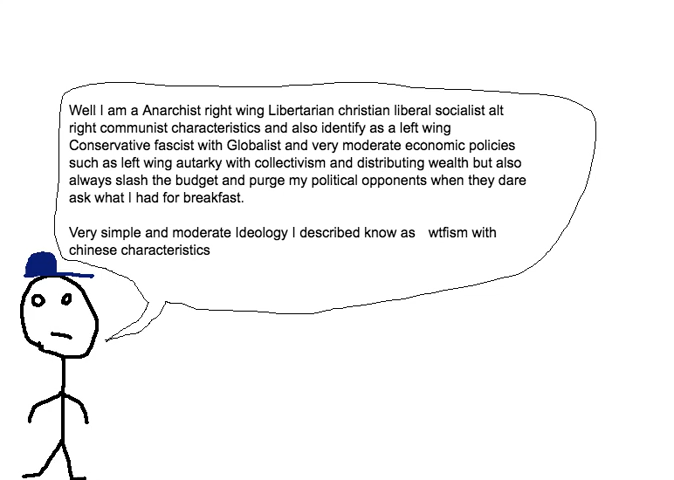 Well I am a Anarchist right wing Libertarian christian liberal socialist alt
right communist characteristics and also identify as a left wing
Conservative fascist with Globalist and very moderate economic policies
such as left wing autarky with collectivism and distributing wealth but also
always slash the budget and purge my political opponents when they dare
ask what I had for breakfast.
Very simple and moderate Ideology I described know as wtfism with
chinese characteristics